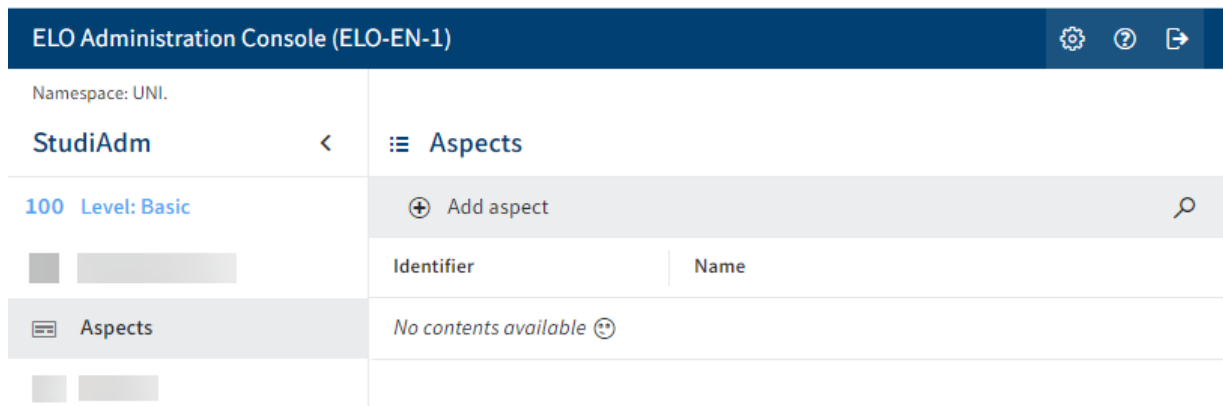 ELO Administration Console (ELO-EN-1)
Namespace: UNI.
StudiAdm
Aspects
100 Level: Basic
Add aspect
Identifier
Name
Aspects
No contents available